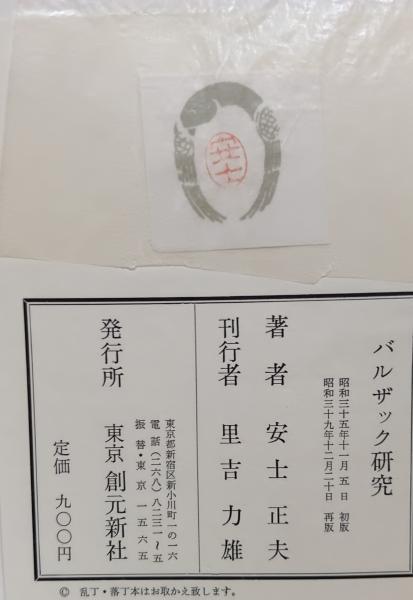 安士
バルザック研究
昭和三十五年十一月五日 初版
昭和三十九年十二月二十日 再版
著者 安士正夫
刊行者 里吉力雄
発行所 東京 創元新社
東京都新宿区新小川町一の一六
電話(二六八)八二三一〜五
振替・東京一五六五
定価 九〇〇円
© 乱丁・落丁本はお取かえ致します。